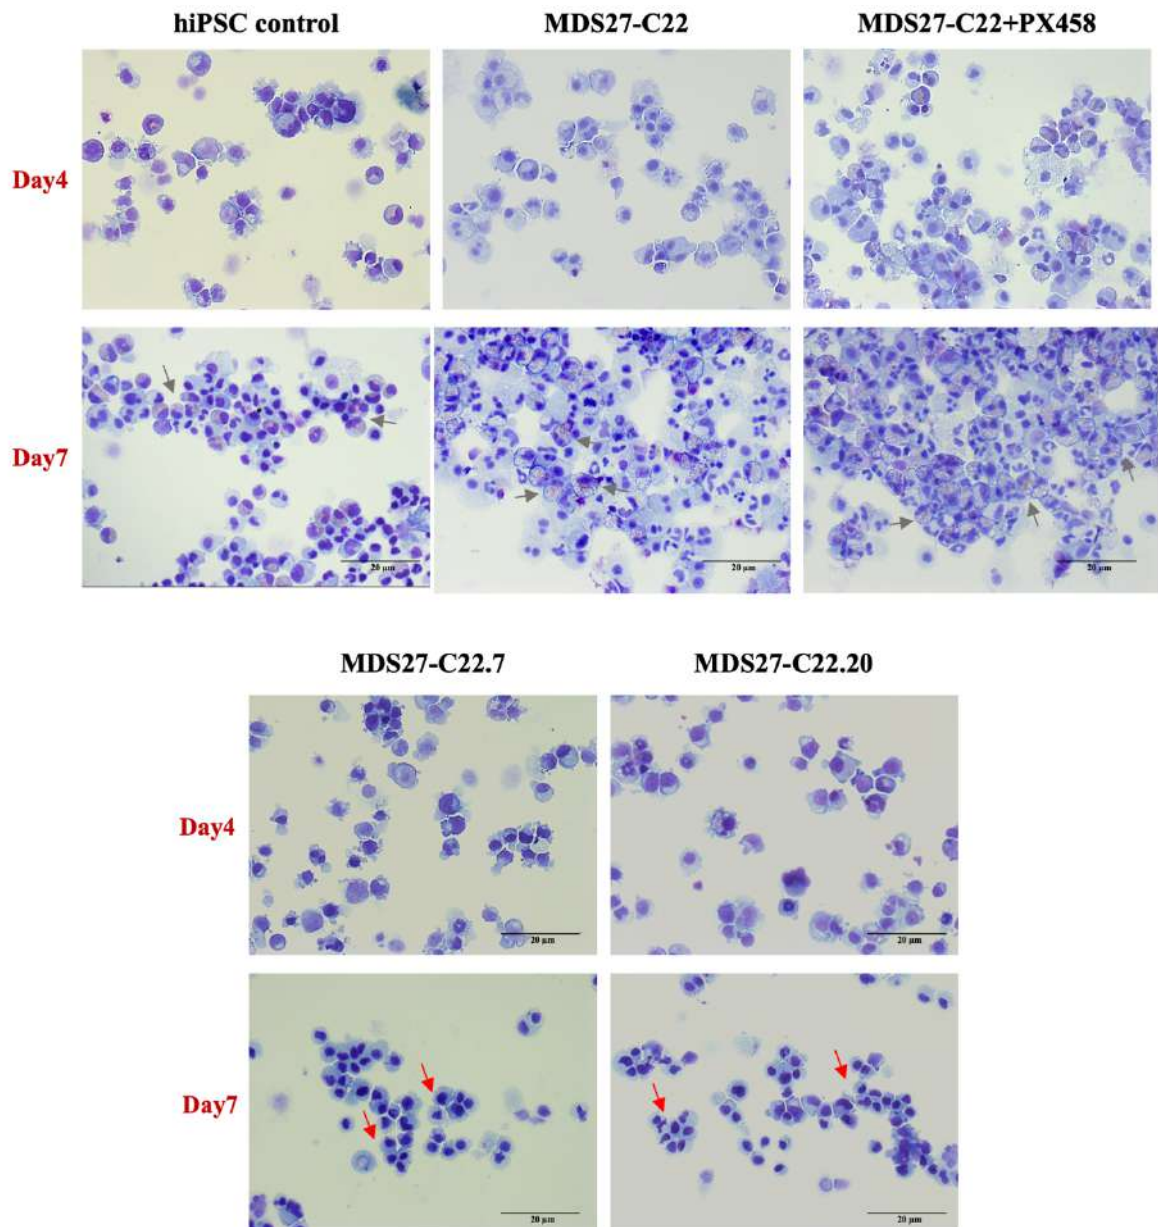 hiPSC control MDS27-C22 MDS27-C22+PX458
Day4
Day7
20 µm 20 µm 20 µm
MDS27-C22.7 MDS27-C22.20
Day4
20 µm 20 µm
Day7
20 µm 20 µm